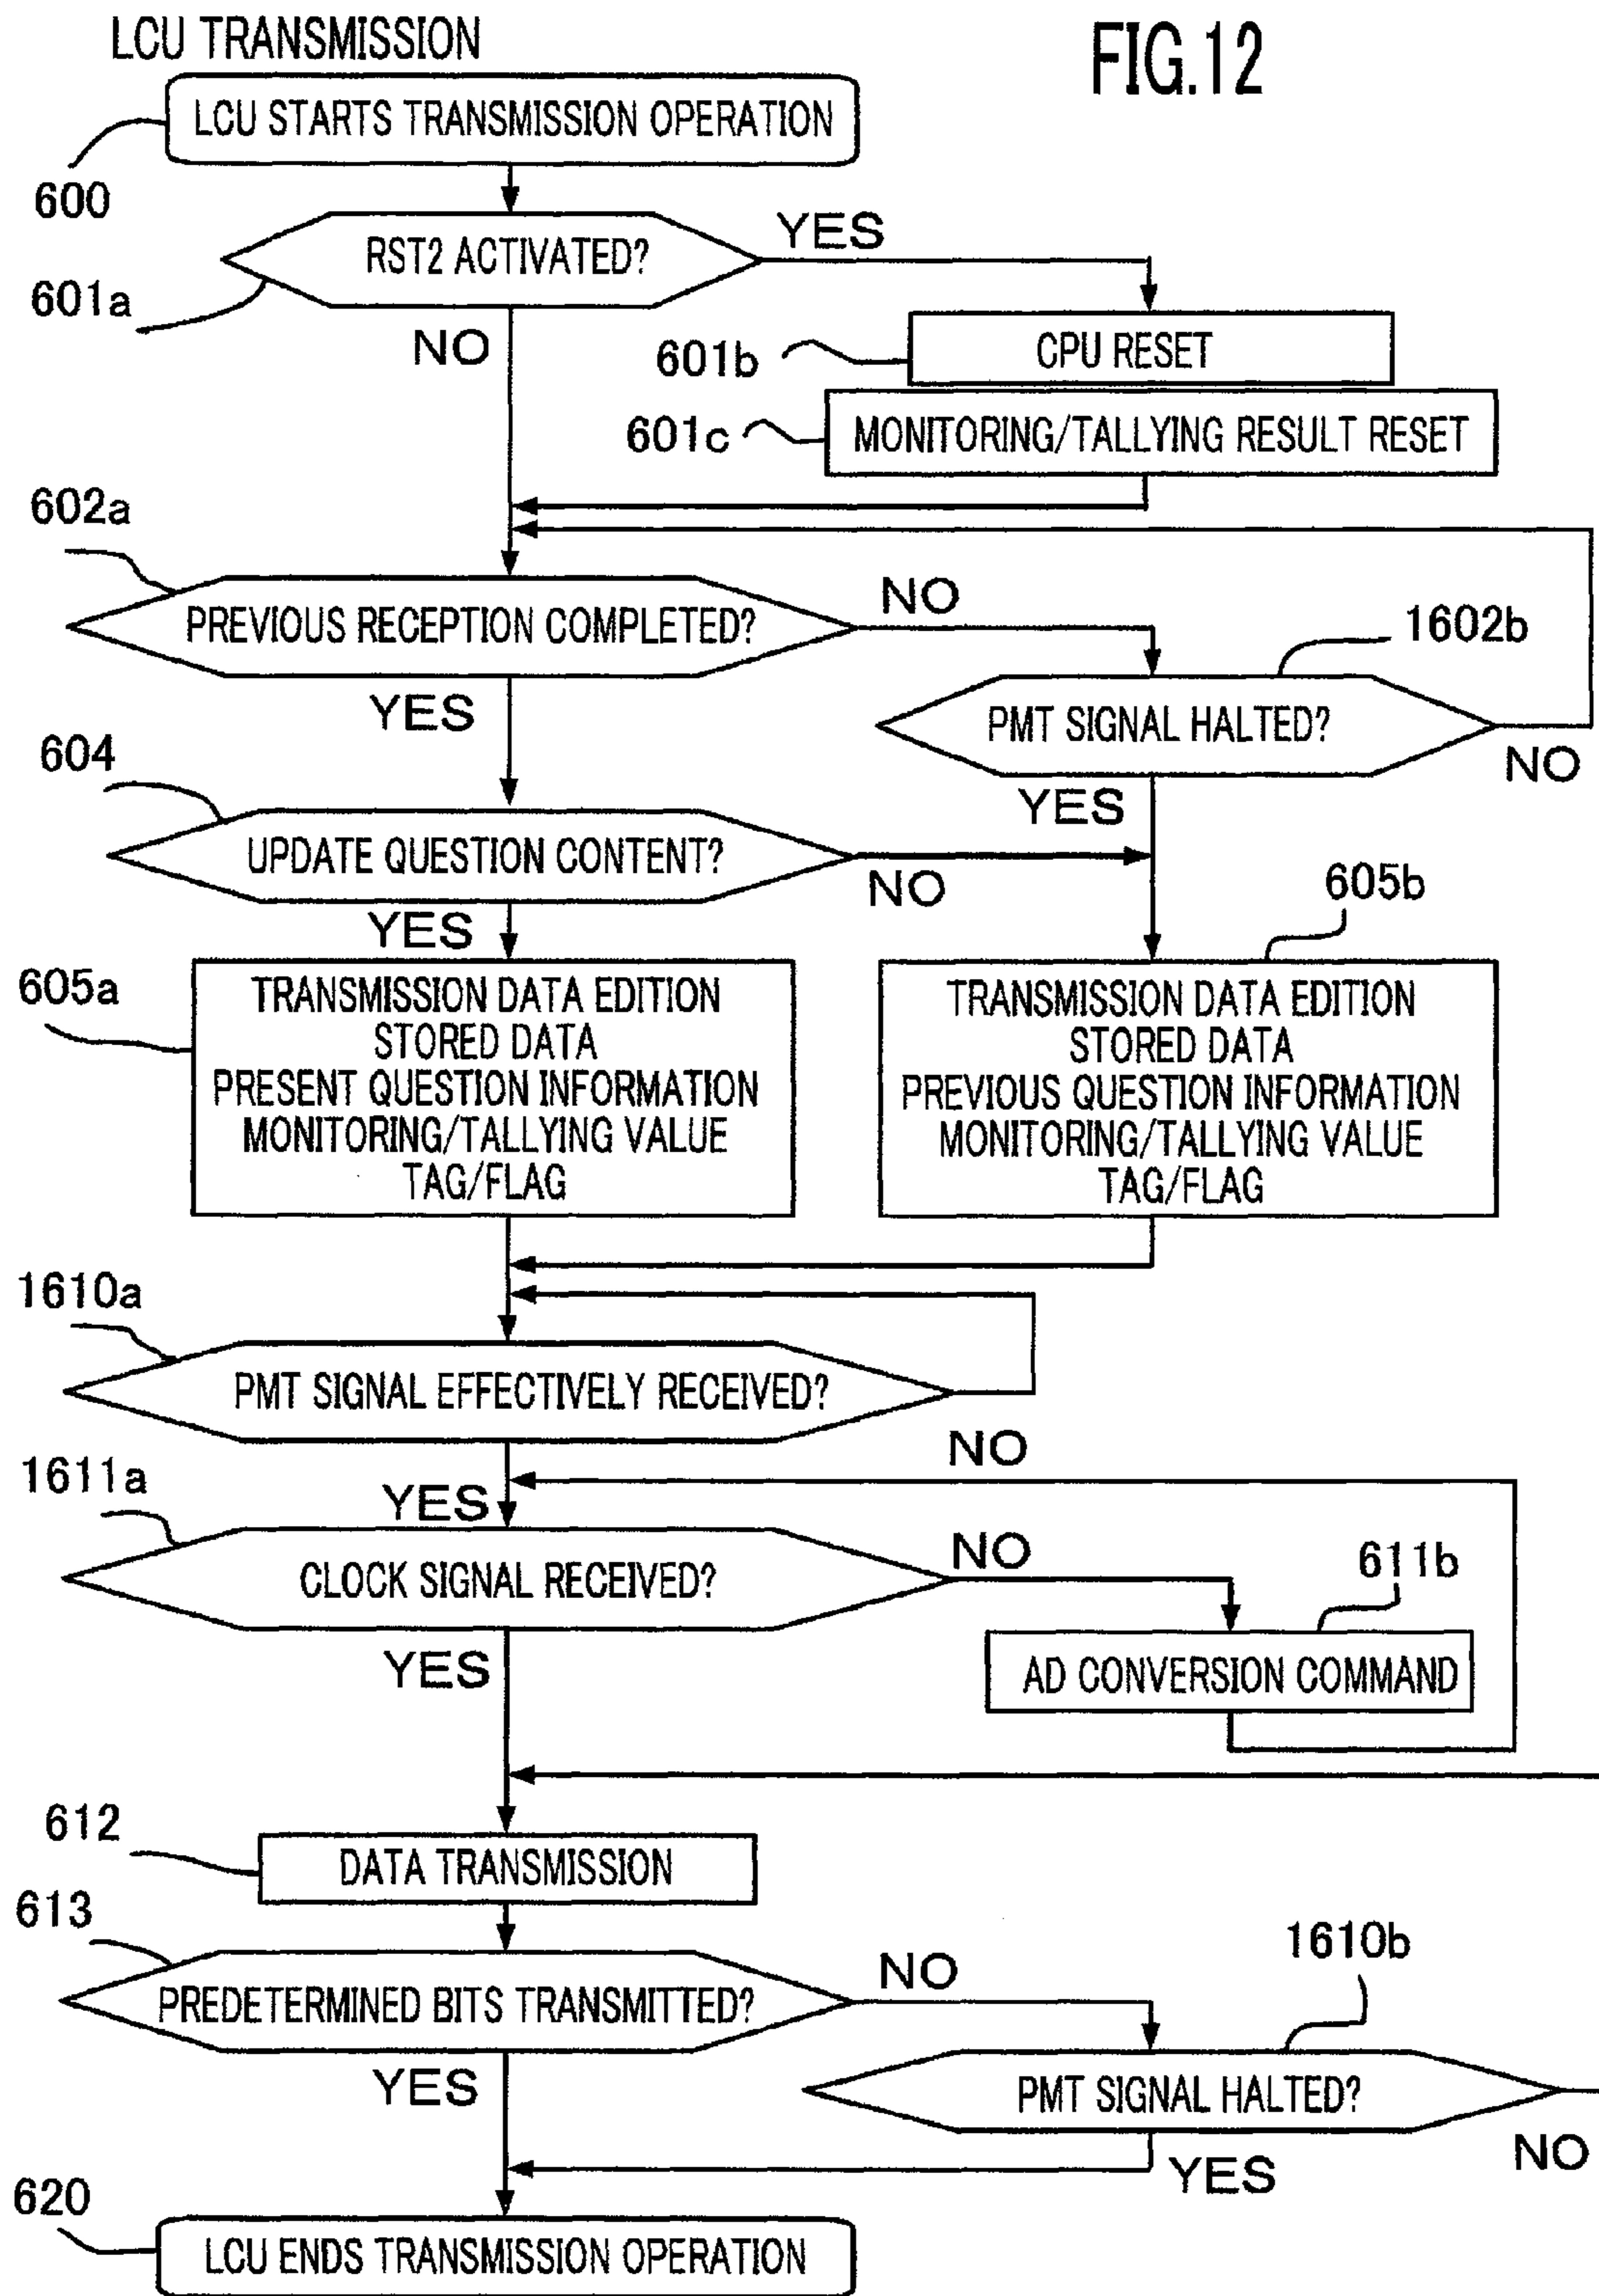 LCU TRANSMISSION
FIG.12
LCU STARTS TRANSMISSION OPERATION
600
RST2 ACTIVATED?
YES
601a
NO
601b
CPU RESET
601c
MONITORING/TALLYING RESULT RESET
602a
PREVIOUS RECEPTION COMPLETED?
NO
1602b
YES
PMT SIGNAL HALTED?
NO
604
YES
UPDATE QUESTION CONTENT?
NO
605b
YES
605a
TRANSMISSION DATA EDITION
STORED DATA
PRESENT QUESTION INFORMATION
MONITORING/TALLYING VALUE
TAG/FLAG
TRANSMISSION DATA EDITION
STORED DATA
PREVIOUS QUESTION INFORMATION
MONITORING/TALLYING VALUE
TAG/FLAG
1610a
PMT SIGNAL EFFECTIVELY RECEIVED?
NO
1611a
YES
CLOCK SIGNAL RECEIVED?
NO
611b
YES
AD CONVERSION COMMAND
612
DATA TRANSMISSION
613
PREDETERMINED BITS TRANSMITTED?
NO
1610b
YES
PMT SIGNAL HALTED?
YES
NO
620
LCU ENDS TRANSMISSION OPERATION